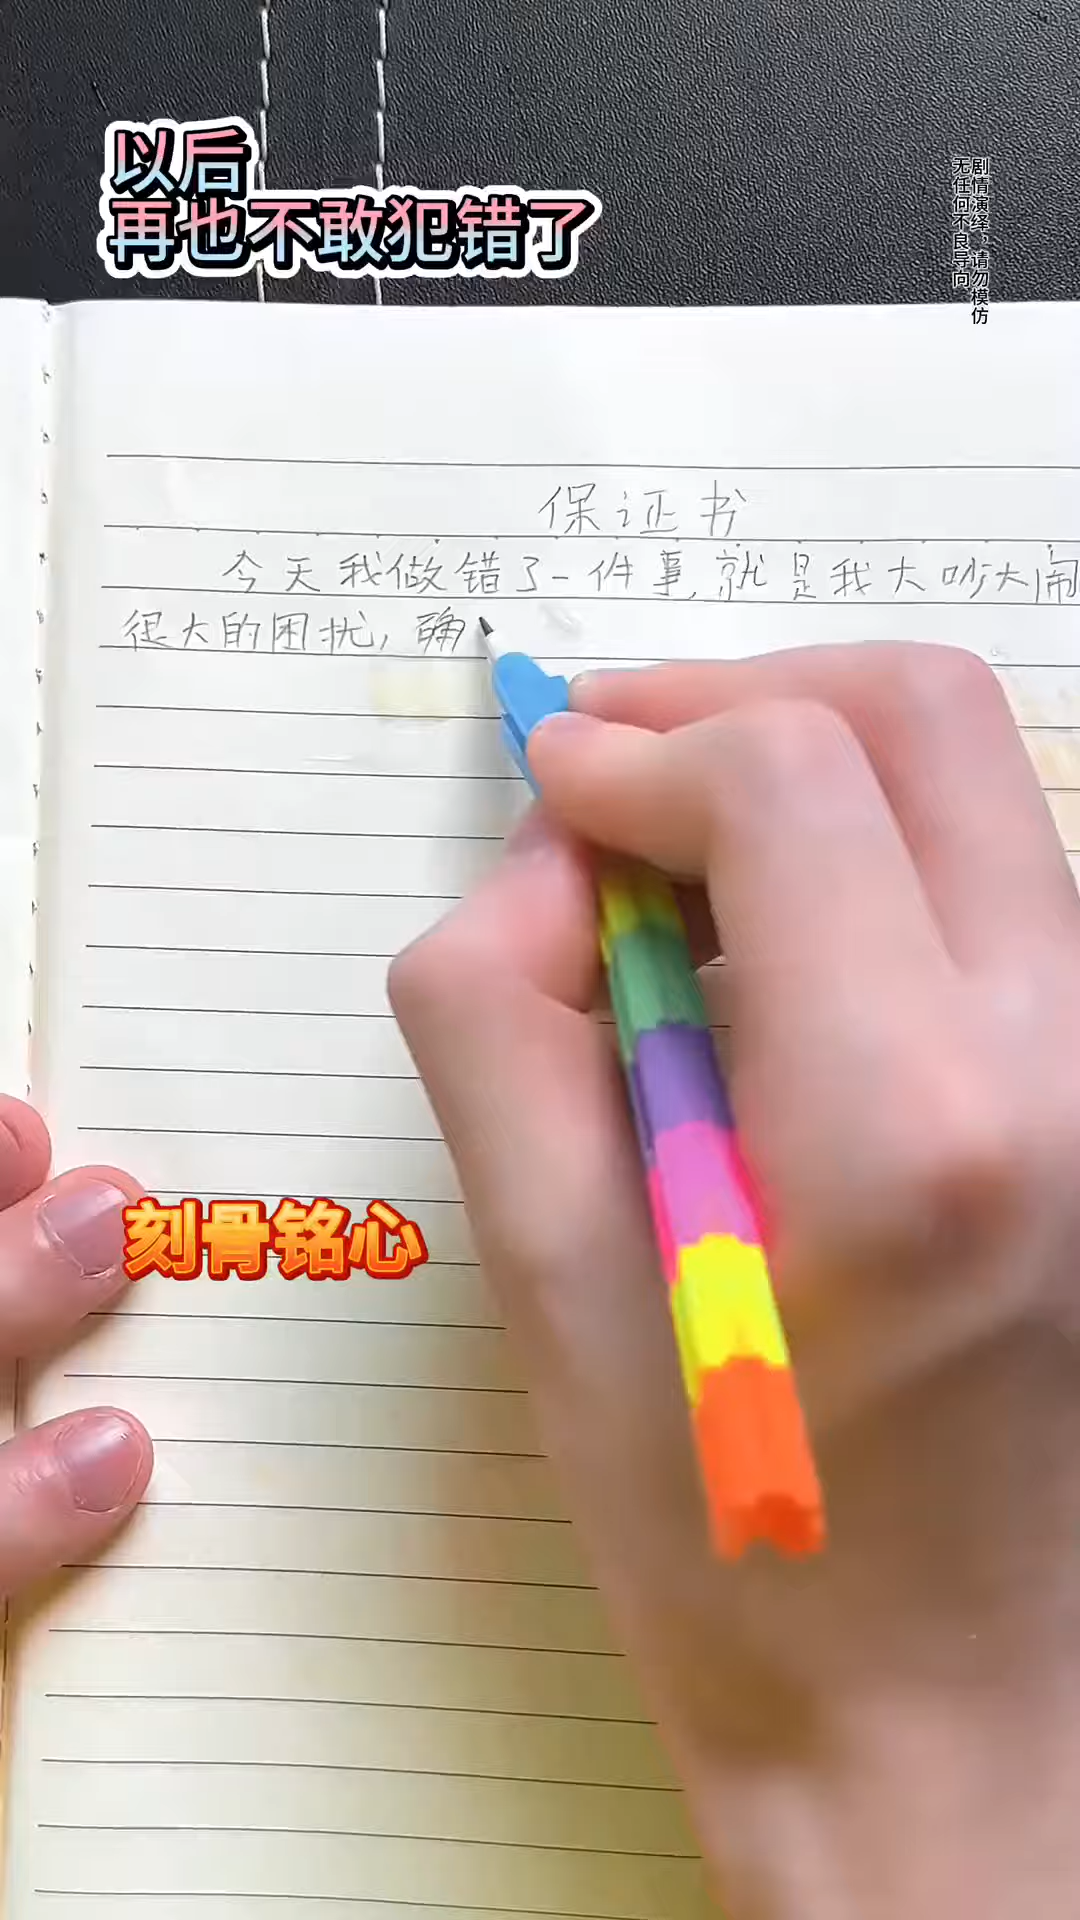 以后
再也不敢犯错了
剧情演绎，请勿模仿
无任何不良导向
保证书
今天我做错了一件事,就是我大吵大闹
很大的困扰，确
刻骨铭心